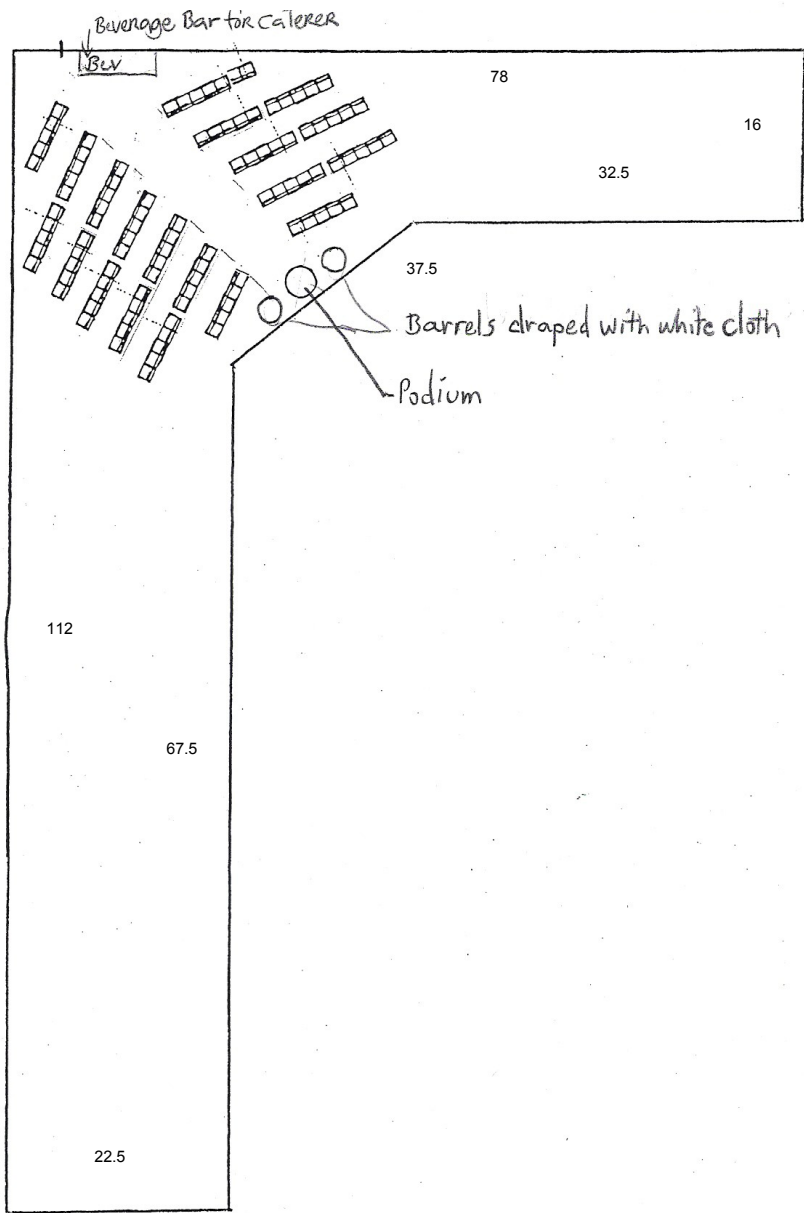 Beverage Bar for Caterer
Bev
78
16
32.5
37.5
Barrels draped with white cloth
Podium
112
67.5
22.5